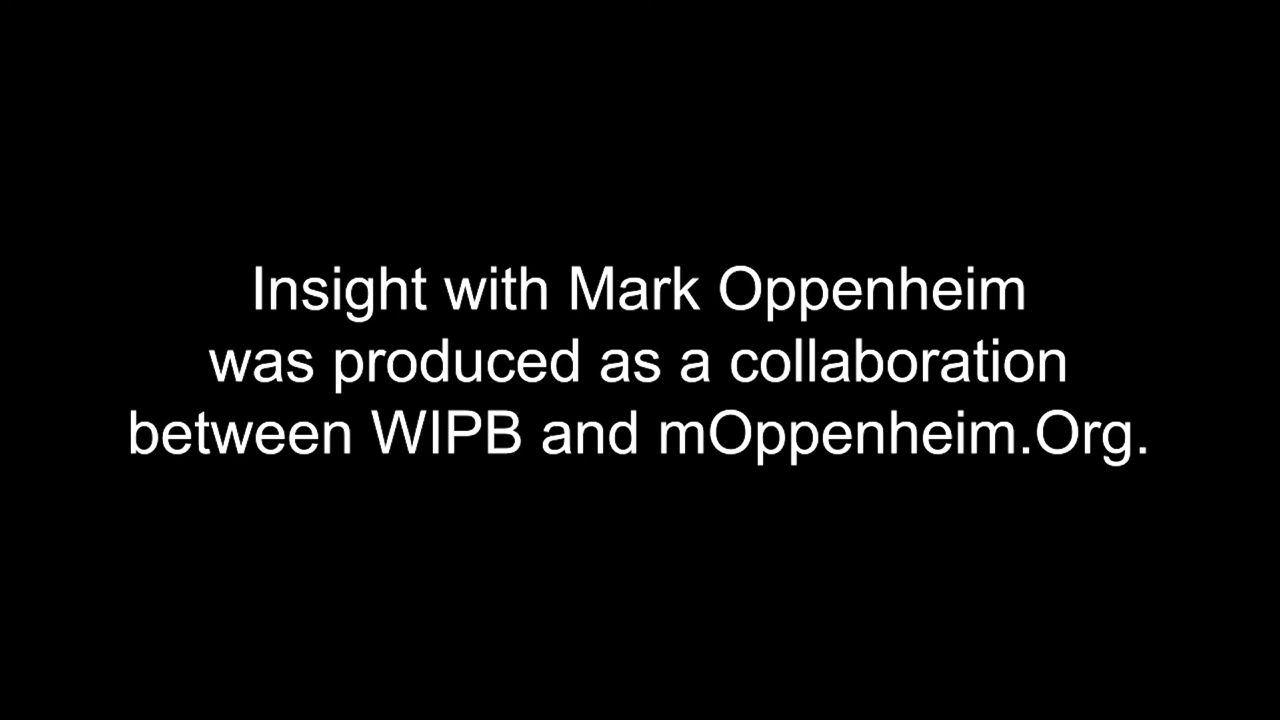 Insight with Mark Oppenheim
was produced as a collaboration
between WIPB and mOppenheim.Org.